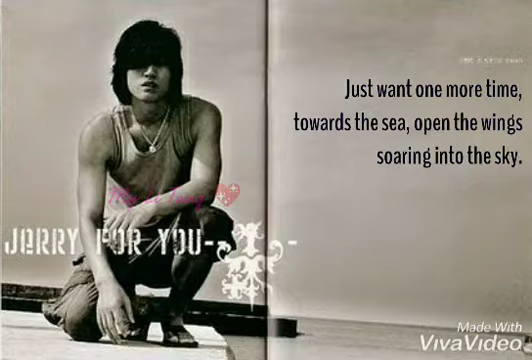 Just want one more time,
towards the sea, open the wings
soaring into the sky.
JERRY FOR YOU--
Made With
VivaVideo